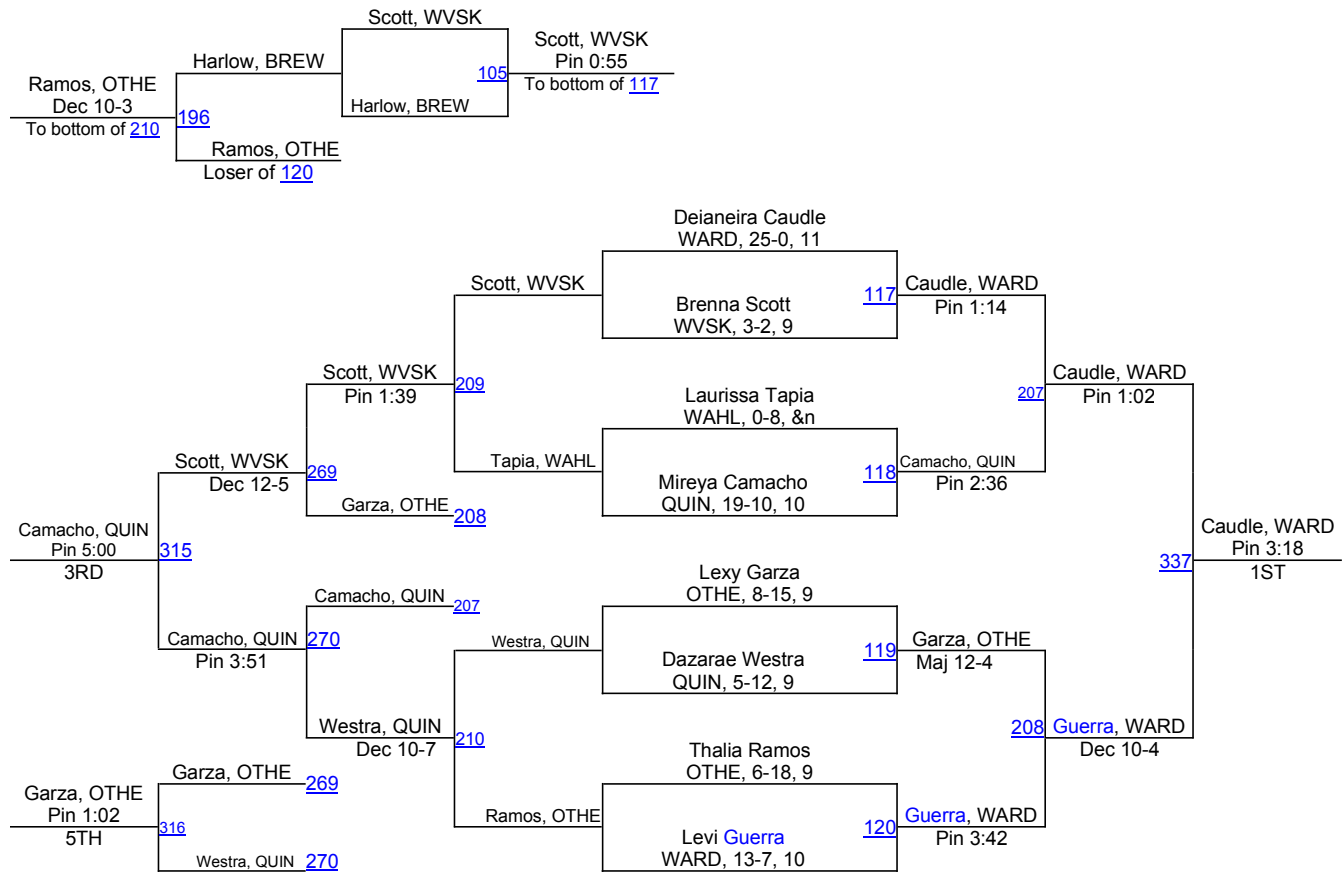 Scott, WVSK
Harlow, BREW
105
Harlow, BREW
Scott, WVSK
Pin 0:55
To bottom of 117
Ramos, OTHE
Dec 10-3
To bottom of 210
196
Ramos, OTHE
Loser of 120
Deianeira Caudle
WARD, 25-0, 11
Scott, WVSK
Brenna Scott
WVSK, 3-2, 9
117
Caudle, WARD
Pin 1:14
Scott, WVSK
Pin 1:39
209
Laurissa Tapia
WAHL, 0-8, &n
207
Caudle, WARD
Pin 1:02
Scott, WVSK
Dec 12-5
269
Tapia, WAHL
Mireya Camacho
QUIN, 19-10, 10
118
Camacho, QUIN
Pin 2:36
Garza, OTHE
208
Camacho, QUIN
Pin 5:00
3RD
315
337
Caudle, WARD
Pin 3:18
1ST
Camacho, QUIN
207
Lexy Garza
OTHE, 8-15, 9
Camacho, QUIN
Pin 3:51
270
Westra, QUIN
Dazarae Westra
QUIN, 5-12, 9
119
Garza, OTHE
Maj 12-4
Westra, QUIN
Dec 10-7
210
Thalia Ramos
OTHE, 6-18, 9
208
Guerra, WARD
Dec 10-4
Garza, OTHE
269
Garza, OTHE
Pin 1:02
5TH
316
Ramos, OTHE
Levi Guerra
WARD, 13-7, 10
120
Guerra, WARD
Pin 3:42
Westra, QUIN
270